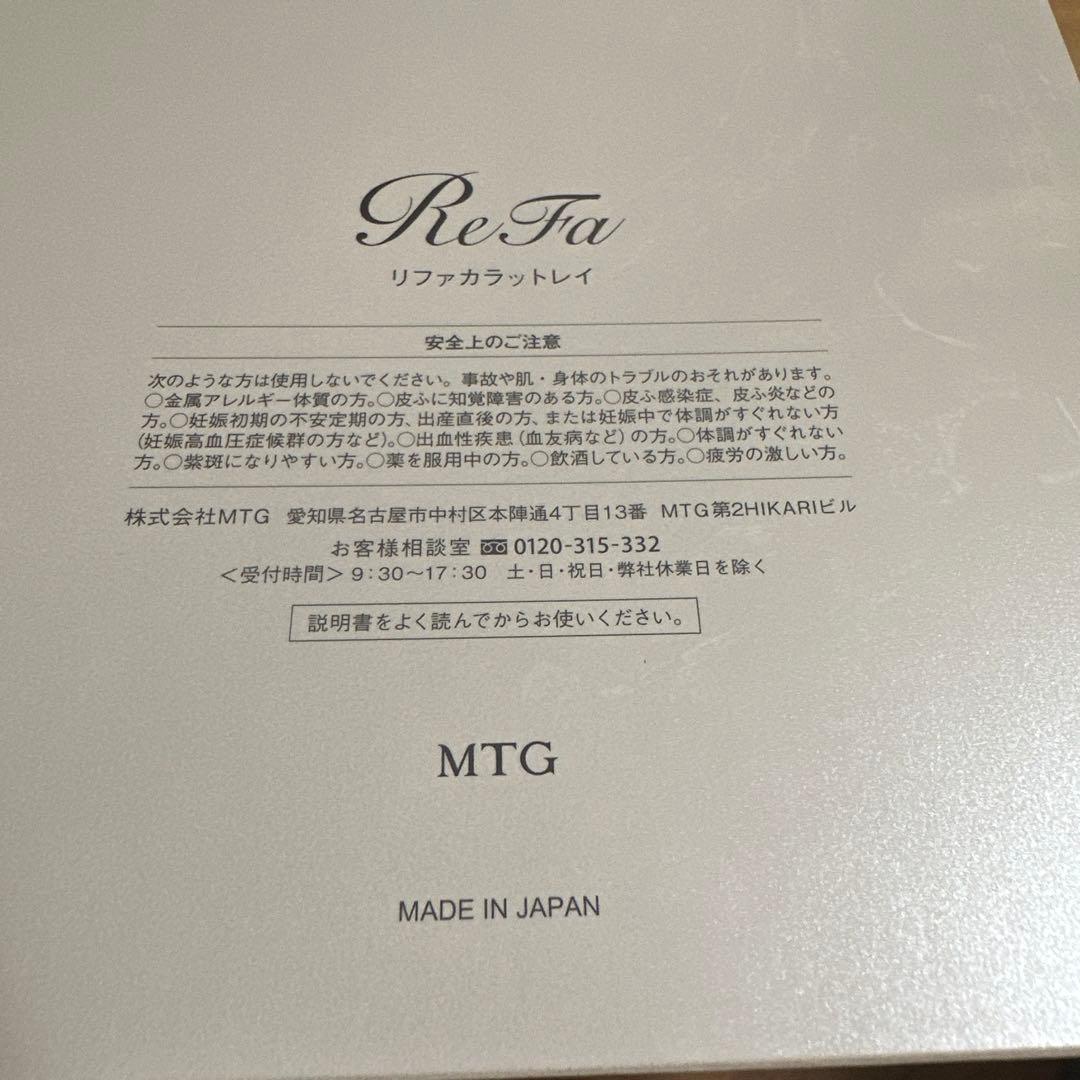 ReFa
リファカラットレイ
安全上のご注意
次のような方は使用しないでください。事故や肌・身体のトラブルのおそれがあります。
○金属アレルギー体質の方。○皮ふに知覚障害のある方。○皮ふ感染症、皮ふ炎などの
方。○妊娠初期の不安定期の方、出産直後の方、または妊娠中で体調がすぐれない方
(妊娠高血圧症候群の方など)。○出血性疾患(血友病など)の方。○体調がすぐれない
方。○紫斑になりやすい方。○薬を服用中の方。○飲酒している方。○疲労の激しい方。
株式会社MTG 愛知県名古屋市中村区本陣通4丁目13番 MTG第2HIKARIビル
お客様相談室 0120-315-332
<受付時間> 9:30〜17:30 土・日・祝日・弊社休業日を除く
説明書をよく読んでからお使いください。
MTG
MADE IN JAPAN